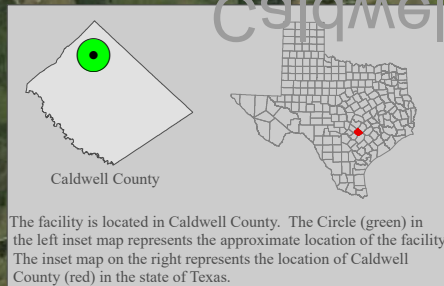 Caldwel
Caldwell County
The facility is located in Caldwell County.  The Circle (green) in
the left inset map represents the approximate location of the facility
The inset map on the right represents the location of Caldwell
County (red) in the state of Texas.